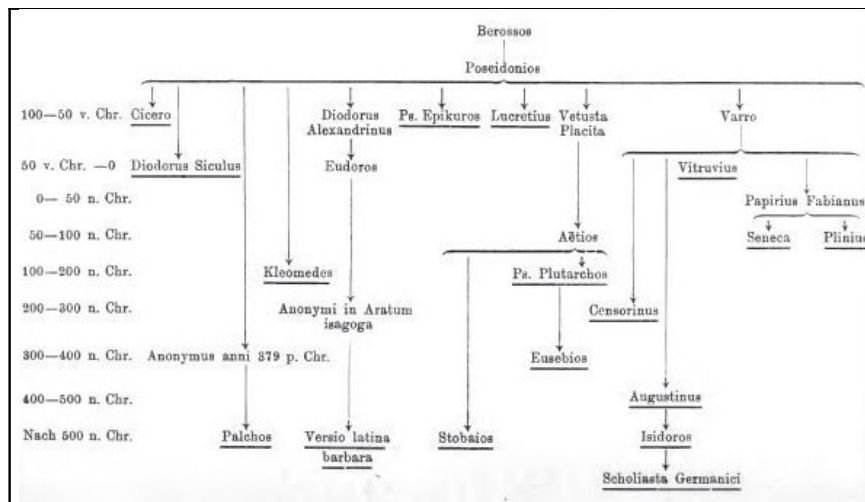 Berossos
Poseidonios
100—50 v. Chr. Cicero Diodorus Ps. Epikuros Lucretius Vetusta Varro
Alexandrinus Placita
50 v. Chr. —0 Diodorus Siculus Eudoros Vitruvius
0— 50 n. Chr. Papirius Fabianus
50—100 n. Chr. Aëtios Seneca Plinius
100—200 n. Chr. Kleomedes Ps. Plutarchos
200—300 n. Chr. Anonymi in Aratum Censorinus
isagoga
300—400 n. Chr. Anonymus anni 379 p. Chr. Eusebios
400—500 n. Chr. Augustinus
Nach 500 n. Chr. Palchos Versio latina Stobaios Isidoros
barbara
Scholiasta Germanici